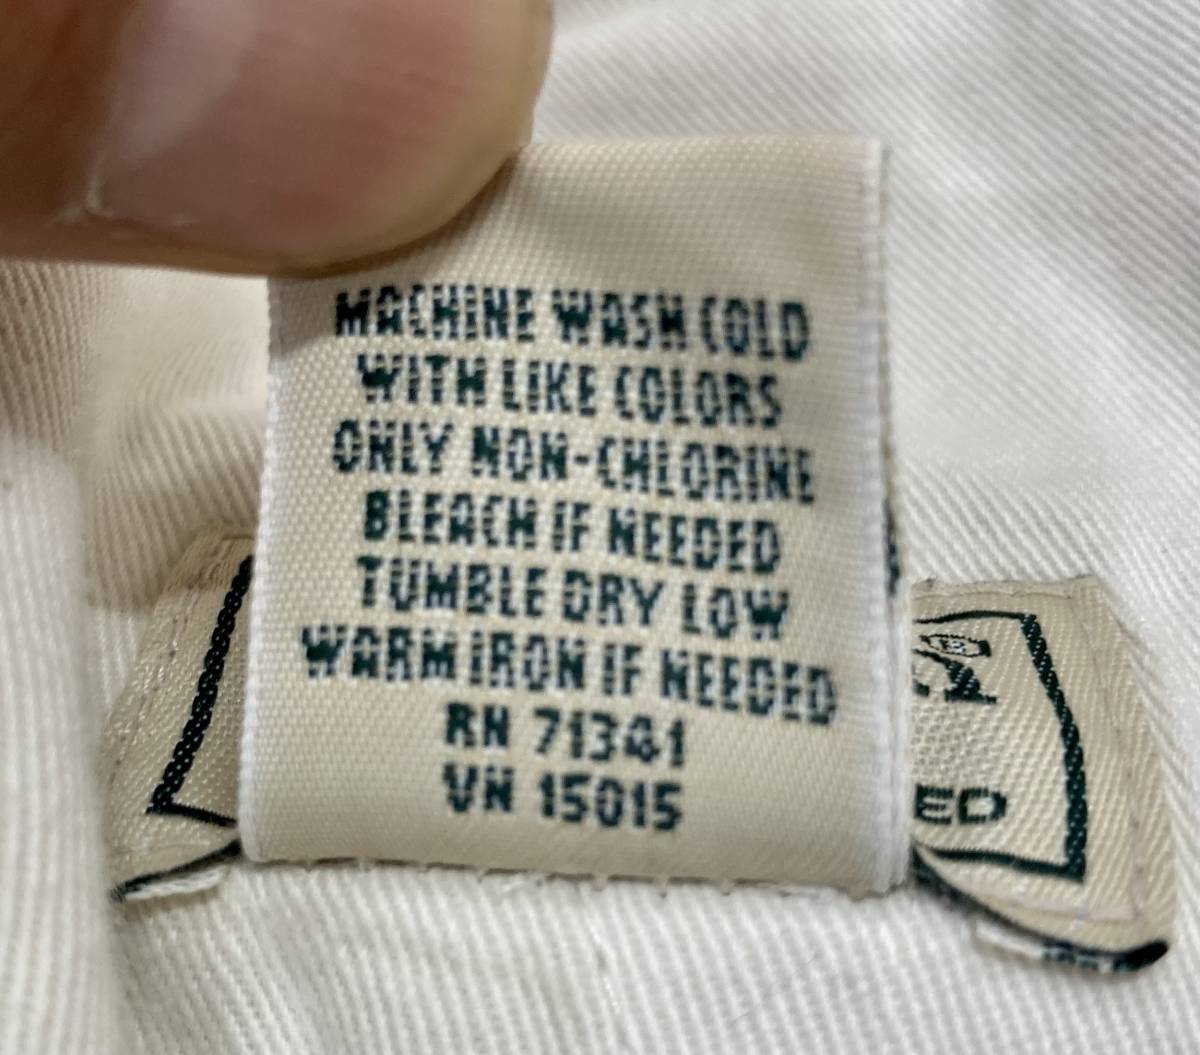 MACHINE WASH COLD
WITH LIKE COLORS
ONLY NON-CHLORINE
BLEACH IF NEEDED
TUMBLE DRY LOW
WARM IRON IF NEEDED
RN 71341
VN 15015
ED